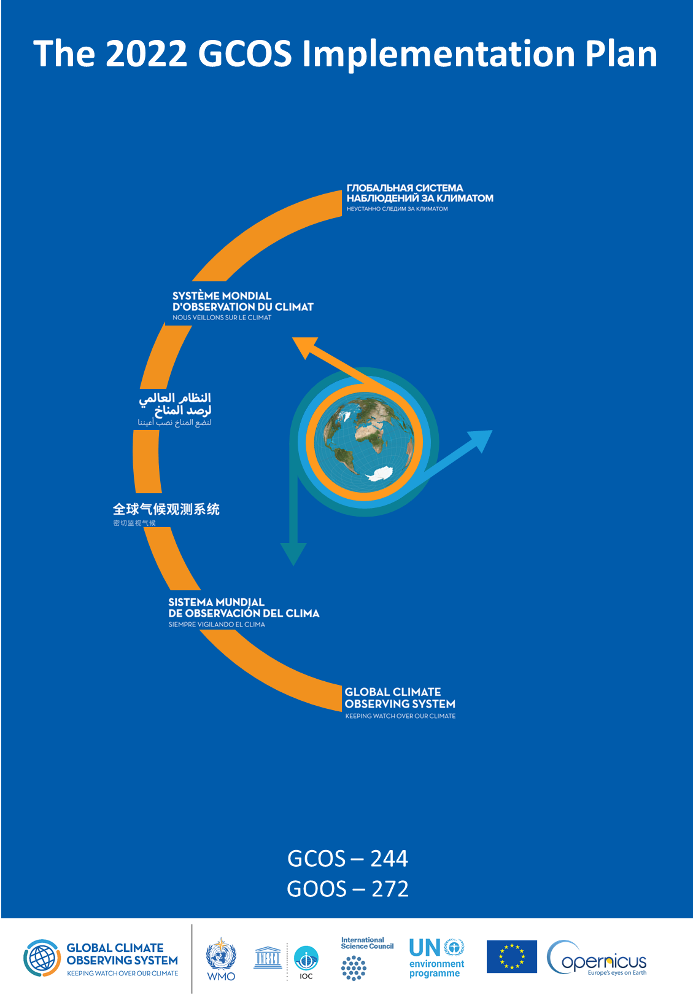 The 2022 GCOS Implementation Plan
ГЛОБАЛЬНАЯ СИСТЕМА
НАБЛЮДЕНИЙ ЗА КЛИМАТОМ
НЕУСТАННО СЛЕДИМ ЗА КЛИМАТОМ
SYSTÈME MONDIAL
D'OBSERVATION DU CLIMAT
NOUS VEILLONS SUR LE CLIMAT
النظام العالمي
لرصد المناخ
لنضع المناخ نصب أعيننا
全球气候观测系统
密切监视气候
SISTEMA MUNDIAL
DE OBSERVACIÓN DEL CLIMA
SIEMPRE VIGILANDO EL CLIMA
GLOBAL CLIMATE
OBSERVING SYSTEM
KEEPING WATCH OVER OUR CLIMATE
GCOS – 244
GOOS – 272
GLOBAL CLIMATE
OBSERVING SYSTEM
KEEPING WATCH OVER OUR CLIMATE
WMO
UNESCO
IOC
International
Science Council
UN
environment
programme
Copernicus
Europe's eyes on Earth